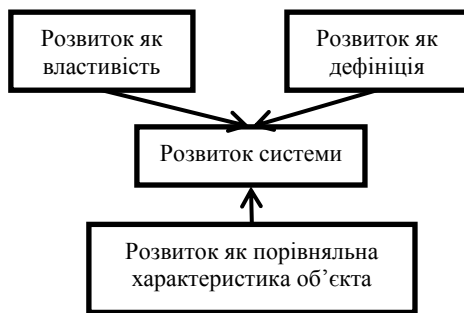 Розвиток як
властивість
Розвиток як
дефініція
Розвиток системи
Розвиток як порівняльна
характеристика об’єкта